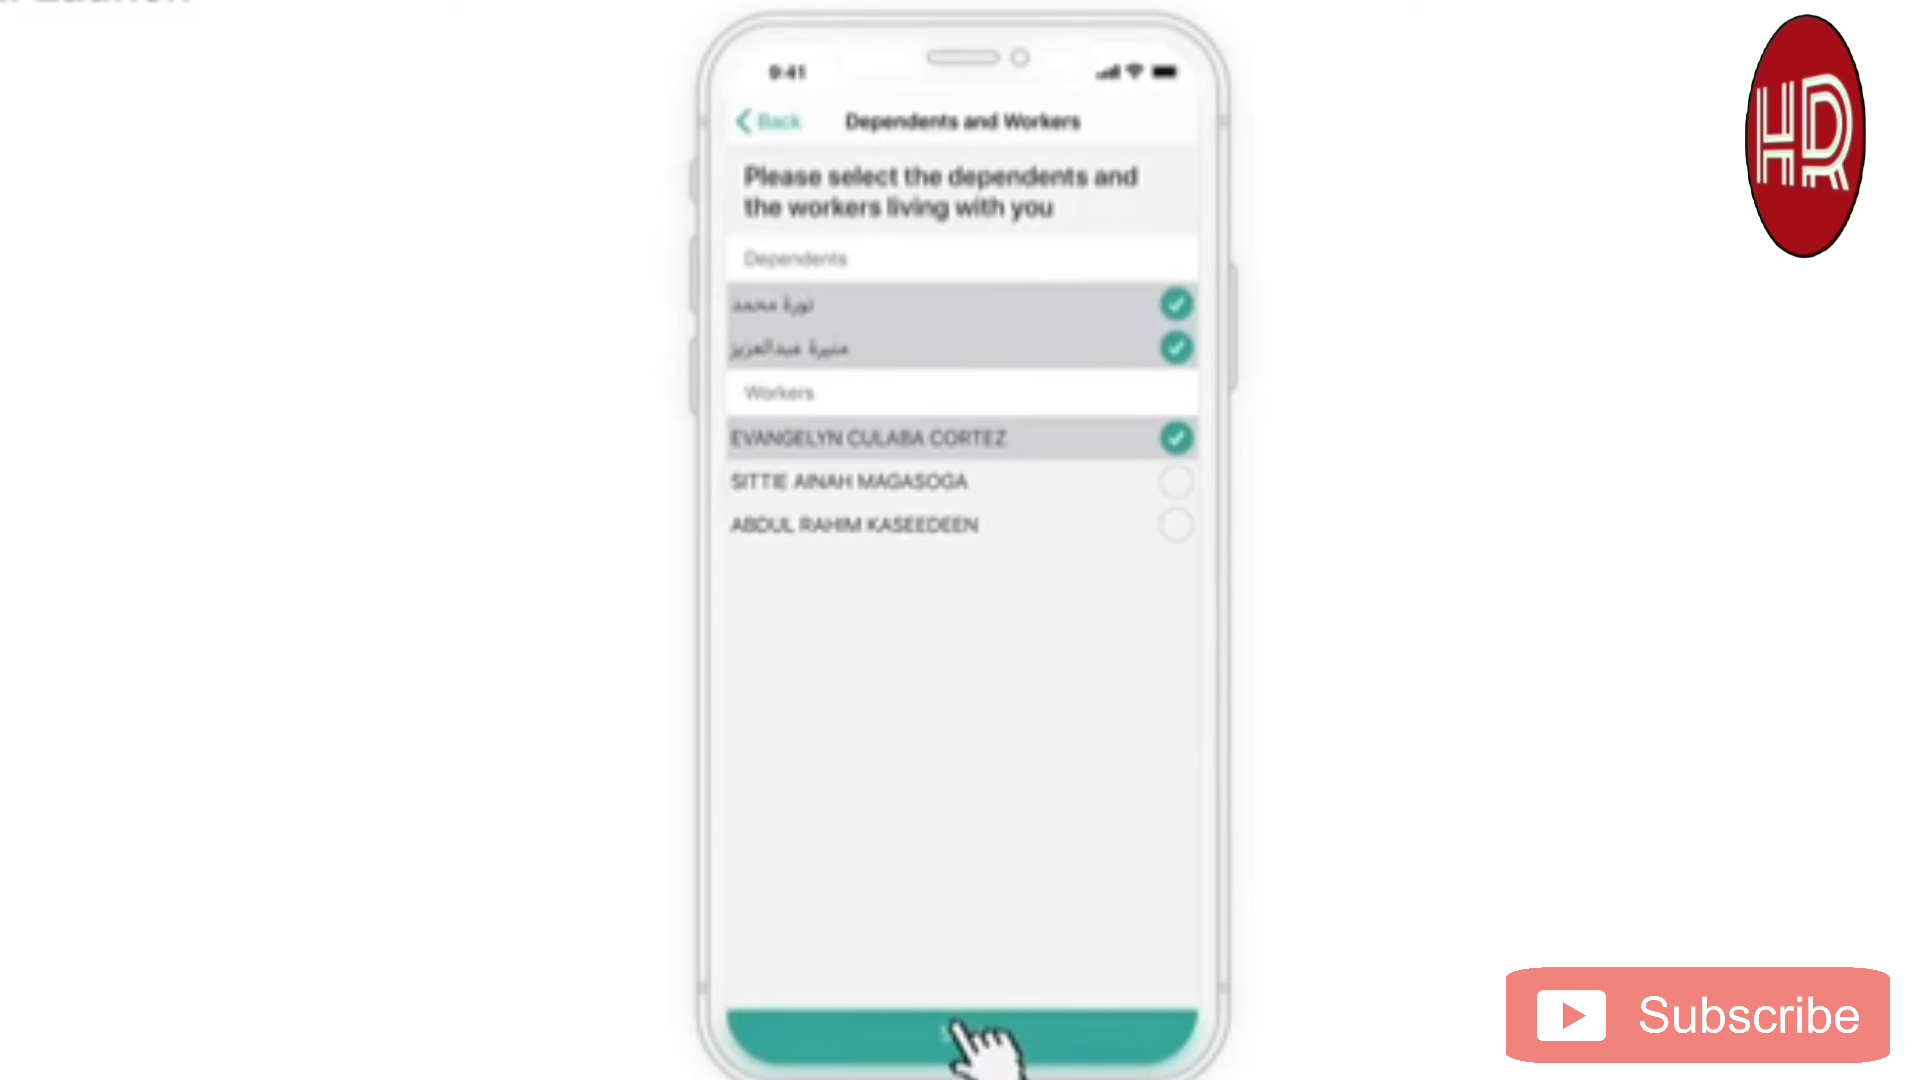 9:41
Back Dependents and Workers
Please select the dependents and
the workers living with you
Dependents
نورة محمد
منيرة عبدالعزيز
Workers
EVANGELYN CULABA CORTEZ
SITTIE AINAH MAGASOGA
ABDUL RAHIM KASEEDEEN
HDR
Subscribe